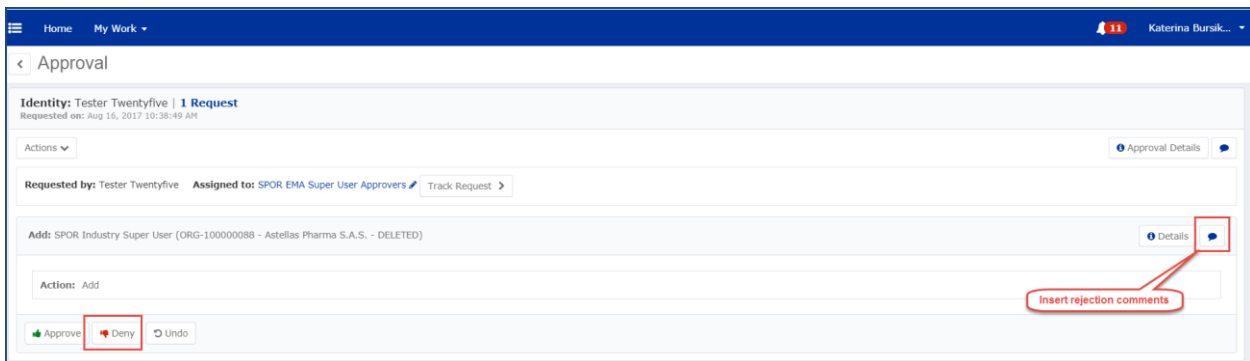 Home My Work
11 Katerina Bursik...
Approval
Identity: Tester Twentyfive | 1 Request
Requested on: Aug 16, 2017 10:38:49 AM
Actions
Approval Details
Requested by: Tester Twentyfive Assigned to: SPOR EMA Super User Approvers Track Request
Add: SPOR Industry Super User (ORG-100000088 - Astellas Pharma S.A.S. - DELETED)
Details
Action: Add
Insert rejection comments
Approve Deny Undo